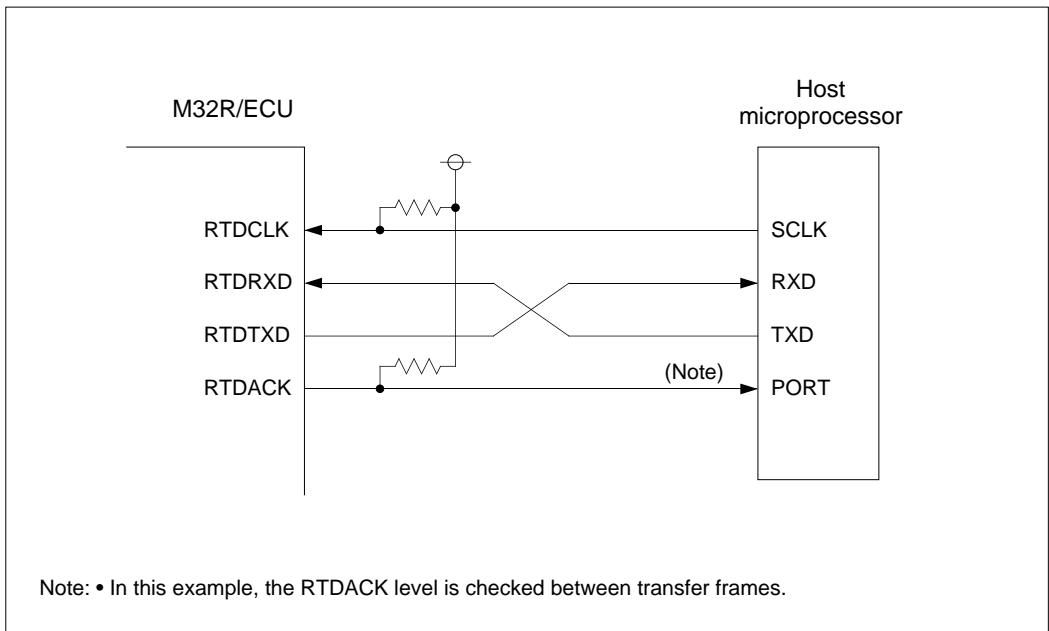 M32R/ECU
Host
microprocessor
RTDCLK
SCLK
RTDRXD
RXD
RTDTXD
TXD
RTDACK
(Note)
PORT
Note: • In this example, the RTDACK level is checked between transfer frames.